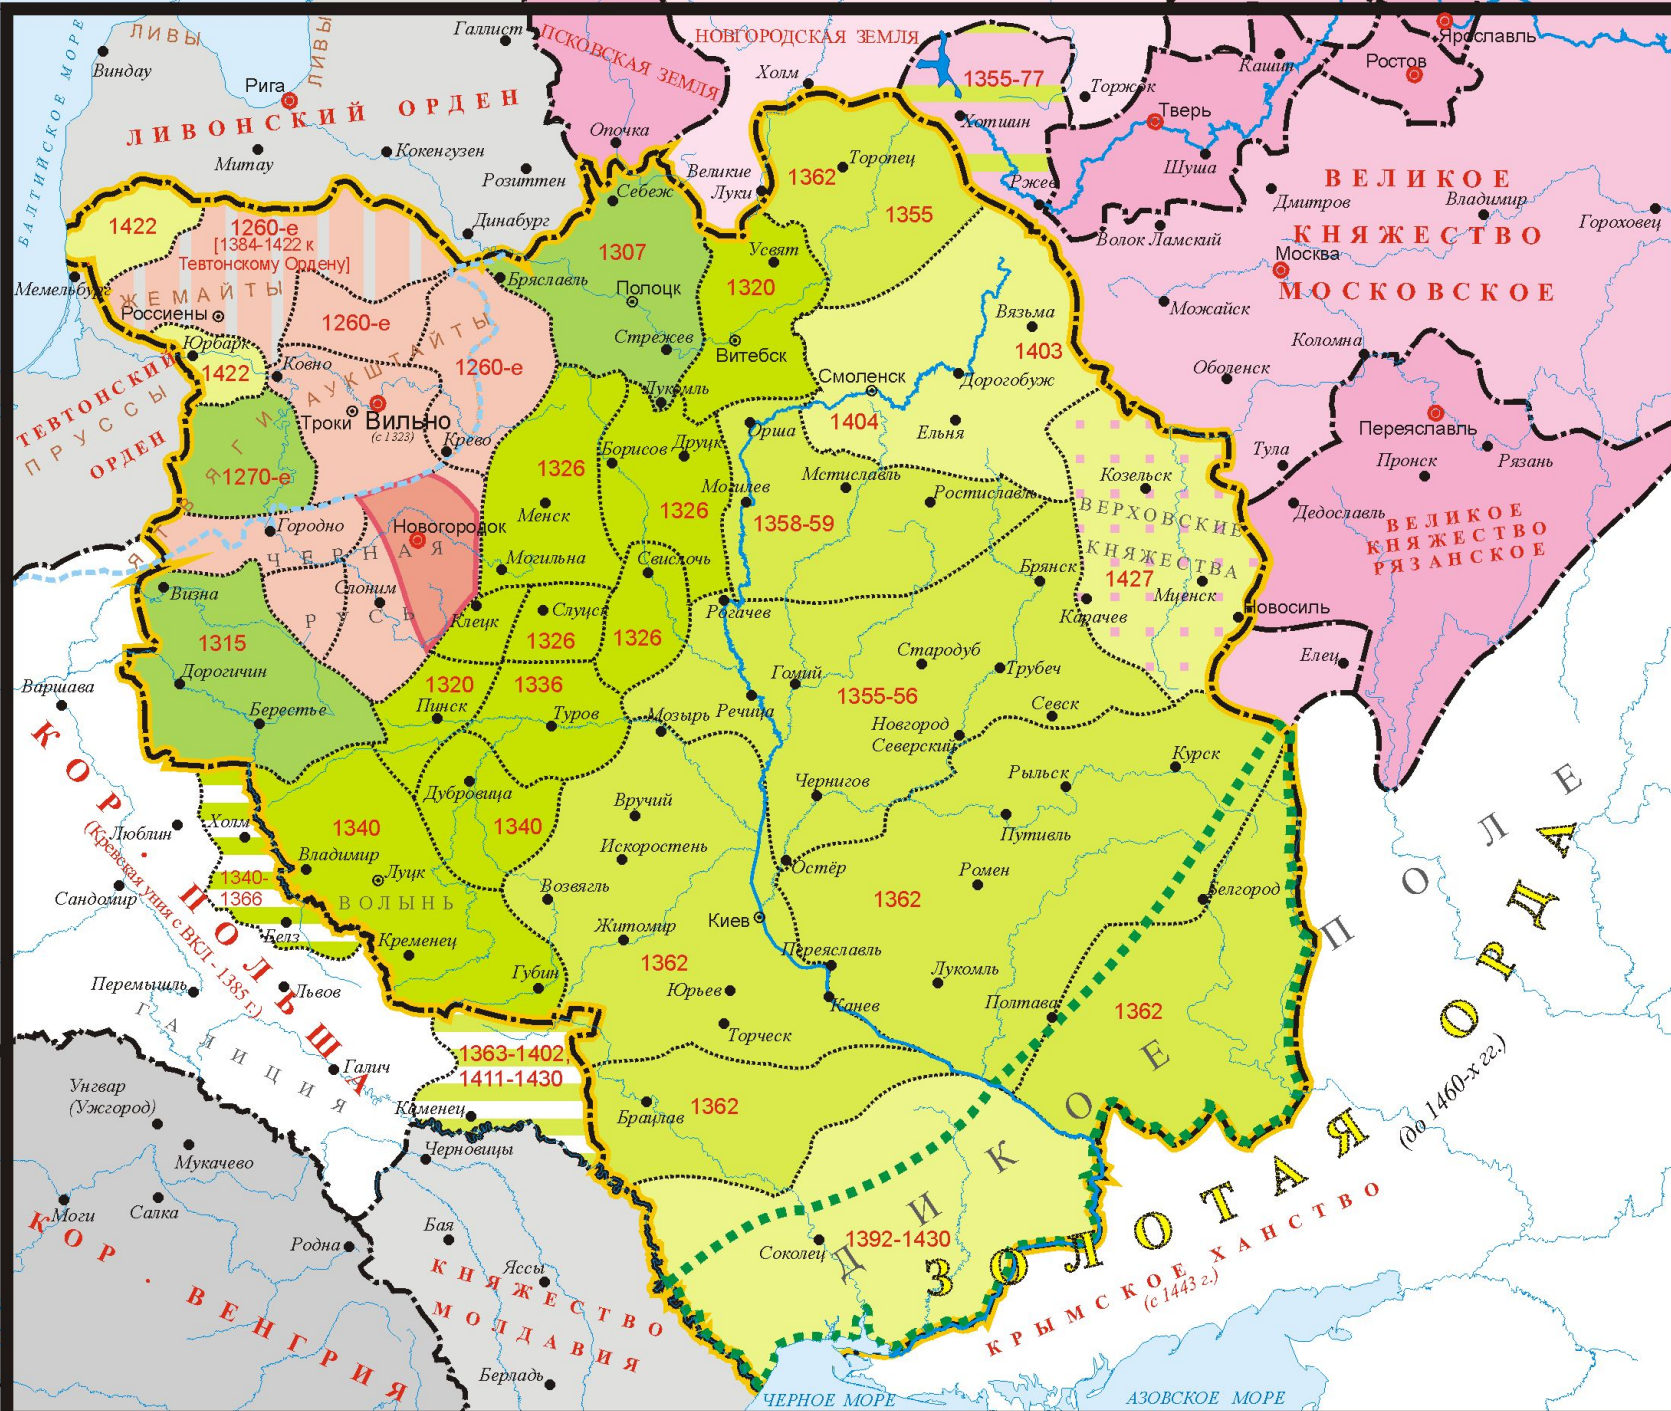 БАЛТИЙСКОЕ МОРЕ
ЛИВЫ
ЛИВЫ
Виндау
Рига
Галлист
ЛИВОНСКИЙ ОРДЕН
Митау
Кокенгузен
Розиттен
Динабург
ПСКОВСКАЯ ЗЕМЛЯ
Опочка
НОВГОРОДСКАЯ ЗЕМЛЯ
Холм
Великие
Луки
1355-77
Хотшин
Торжок
Ржев
Тверь
Кашин
Шуша
Ярославль
Ростов
ВЕЛИКОЕ
КНЯЖЕСТВО
МОСКОВСКОЕ
Дмитров
Владимир
Гороховец
Волок Ламский
Москва
Можайск
Коломна
Оболенск
Тула
Дедославль
Переяславль
Пронск
Рязань
ВЕЛИКОЕ
КНЯЖЕСТВО
РЯЗАНСКОЕ
Новосиль
Елец
1422
1260-е
[1384-1422 к
Тевтонскому Ордену]
ЖЕМАЙТЫ
Мемельбург
Россиены
Юрбарк
1422
1260-е
1260-е
АУКШТАЙТЫ
Ковно
Троки
Вильно
(с 1323)
Крево
ТЕВТОНСКИЙ
ОРДЕН
ПРУССЫ
1270-е
ЯТВЯГИ
Городно
Новогородок
ЧЕРНАЯ
РУСЬ
Слоним
Бряславль
Себеж
1307
Полоцк
Стрежев
Лукомль
Усвят
1320
Витебск
1362
Торопец
1355
Вязьма
1403
Смоленск
Дорогобуж
1404
Ельня
Орша
Борисов
Друцк
1326
Менск
1326
Могилев
Мстиславль
1358-59
Ростиславль
Козельск
ВЕРХОВСКИЕ
КНЯЖЕСТВА
1427
Мценск
Карачев
Брянск
Могильна
Свислочь
Рогачев
Клецк
Слуцк
1326
1326
Визна
1315
Дорогичин
Берестье
Варшава
1320
Пинск
1336
Туров
Мозырь
Речица
Гомий
Стародуб
Трубеч
1355-56
Новгород
Северский
Севск
Курск
Рыльск
Чернигов
Путивль
Дубровица
1340
1340
Вручий
Искоростень
Остёр
Ромен
Белгород
КОР. ПОЛЬША
(Кревская уния с ВКЛ - 1385 г.)
Люблин
Холм
Сандомир
1340-
1366
Белз
Владимир
Луцк
ВОЛЫНЬ
Кременец
Возвягль
Житомир
Киев
1362
1362
Губин
Юрьев
Торческ
Переяславль
Канев
Лукомль
Полтава
1362
Перемышль
Львов
ГАЛИЦИЯ
Галич
1363-1402,
1411-1430
Каменец
Черновицы
Брацлав
1362
Унгвар
(Ужгород)
Мукачево
Моги
Салка
Родна
КОР. ВЕНГРИЯ
Бая
Яссы
КНЯЖЕСТВО
МОЛДАВИЯ
Берладь
Соколец
1392-1430
ДИКОЕ ПОЛЕ
ЗОЛОТАЯ ОРДА
(до 1460-х гг.)
КРЫМСКОЕ ХАНСТВО
(с 1443 г.)
ЧЕРНОЕ МОРЕ
АЗОВСКОЕ МОРЕ